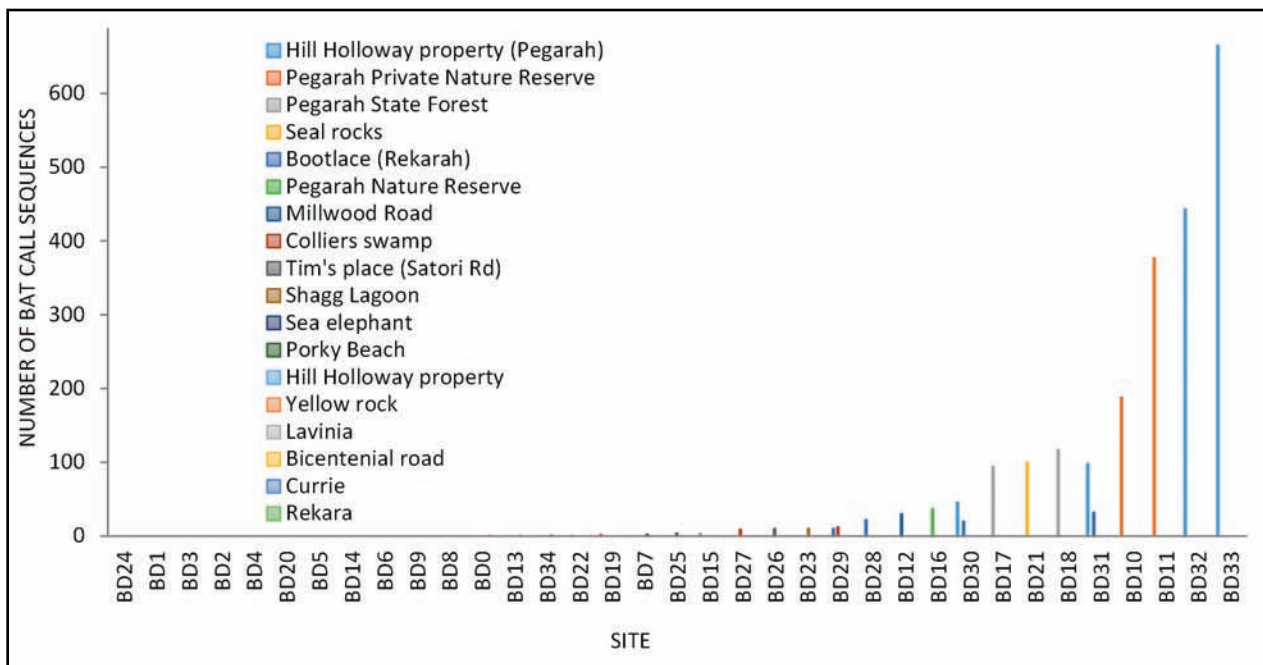 NUMBER OF BAT CALL SEQUENCES
600
500
400
300
200
100
0
Hill Holloway property (Pegarah)
Pegarah Private Nature Reserve
Pegarah State Forest
Seal rocks
Bootlace (Rekarah)
Pegarah Nature Reserve
Millwood Road
Colliers swamp
Tim's place (Satori Rd)
Shagg Lagoon
Sea elephant
Porky Beach
Hill Holloway property
Yellow rock
Lavinia
Bicentenial road
Currie
Rekara
BD24 BD1 BD3 BD2 BD4 BD20 BD5 BD14 BD6 BD9 BD8 BD0 BD13 BD34 BD22 BD19 BD7 BD25 BD15 BD27 BD26 BD23 BD29 BD28 BD12 BD16 BD30 BD17 BD21 BD18 BD31 BD10 BD11 BD32 BD33
SITE